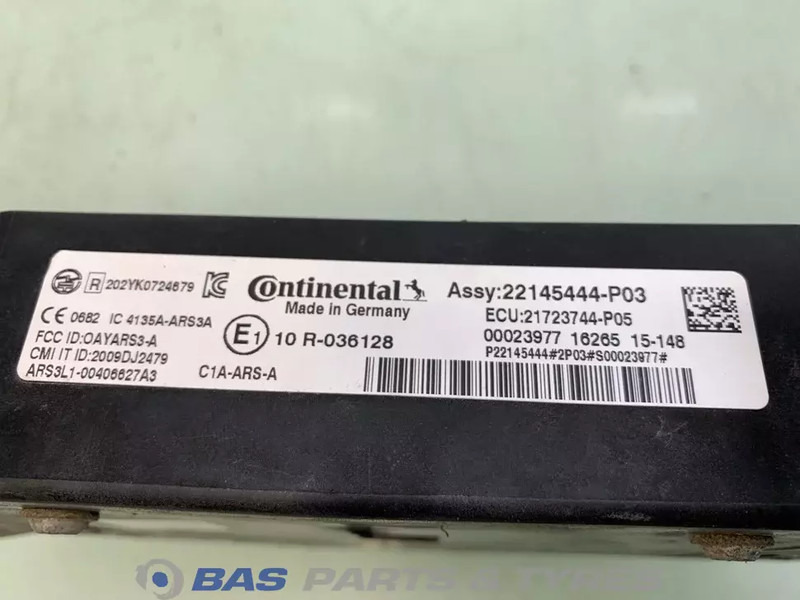 R 202YK0724679
CE 0682 IC 4135A-ARS3A
FCC ID:OAYARS3-A
CMI IT ID:2009DJ2479
ARS3L1-00406627A3
Continental
Made in Germany
E1 10 R-036128
C1A-ARS-A
Assy:22145444-P03
ECU:21723744-P05
00023977 16265 15-148
P22145444#2P03#S00023977#
BAS PARTS & TYRES